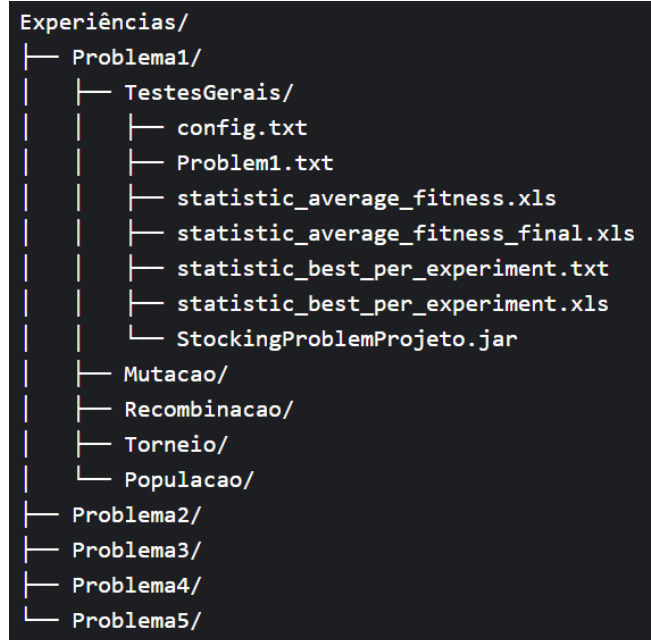 Experiências/
├── Problema1/
│   ├── TestesGerais/
│   │   ├── config.txt
│   │   ├── Problem1.txt
│   │   ├── statistic_average_fitness.xls
│   │   ├── statistic_average_fitness_final.xls
│   │   ├── statistic_best_per_experiment.txt
│   │   ├── statistic_best_per_experiment.xls
│   │   └── StockingProblemProjeto.jar
│   ├── Mutacao/
│   ├── Recombinacao/
│   ├── Torneio/
│   └── Populacao/
├── Problema2/
├── Problema3/
├── Problema4/
└── Problema5/